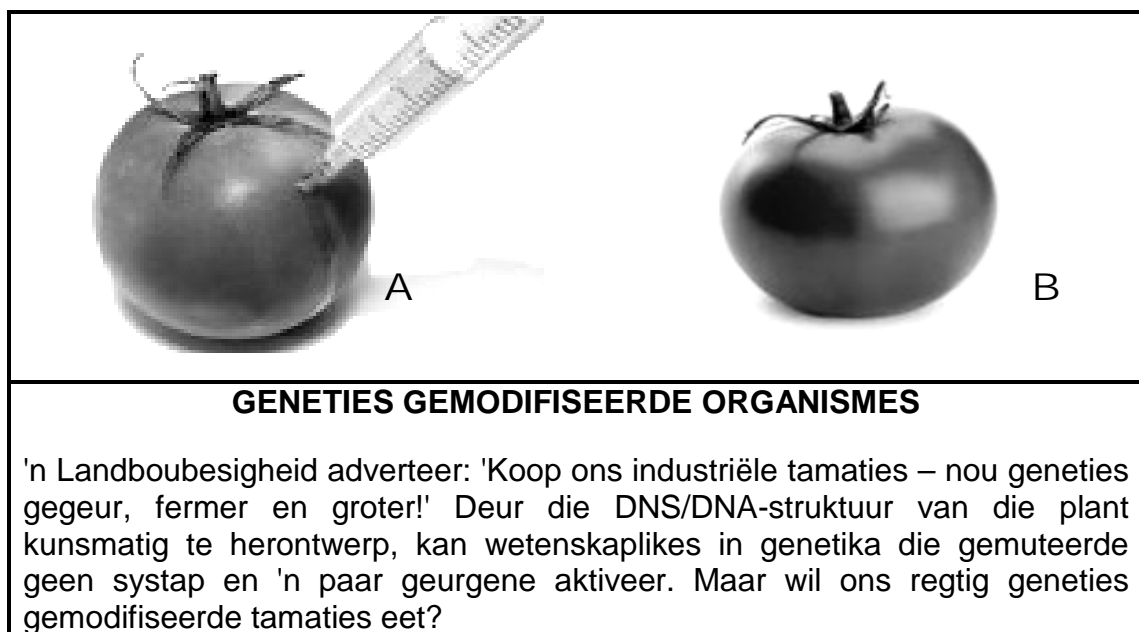 A
B
GENETIES GEMODIFISEERDE ORGANISMES
'n Landboubesigheid adverteer: 'Koop ons industriële tamaties – nou geneties
gegeur, fermer en groter!' Deur die DNS/DNA-struktuur van die plant
kunsmatig te herontwerp, kan wetenskaplikes in genetika die gemuteerde
geen systap en 'n paar geurgene aktiveer. Maar wil ons regtig geneties
gemodifiseerde tamaties eet?